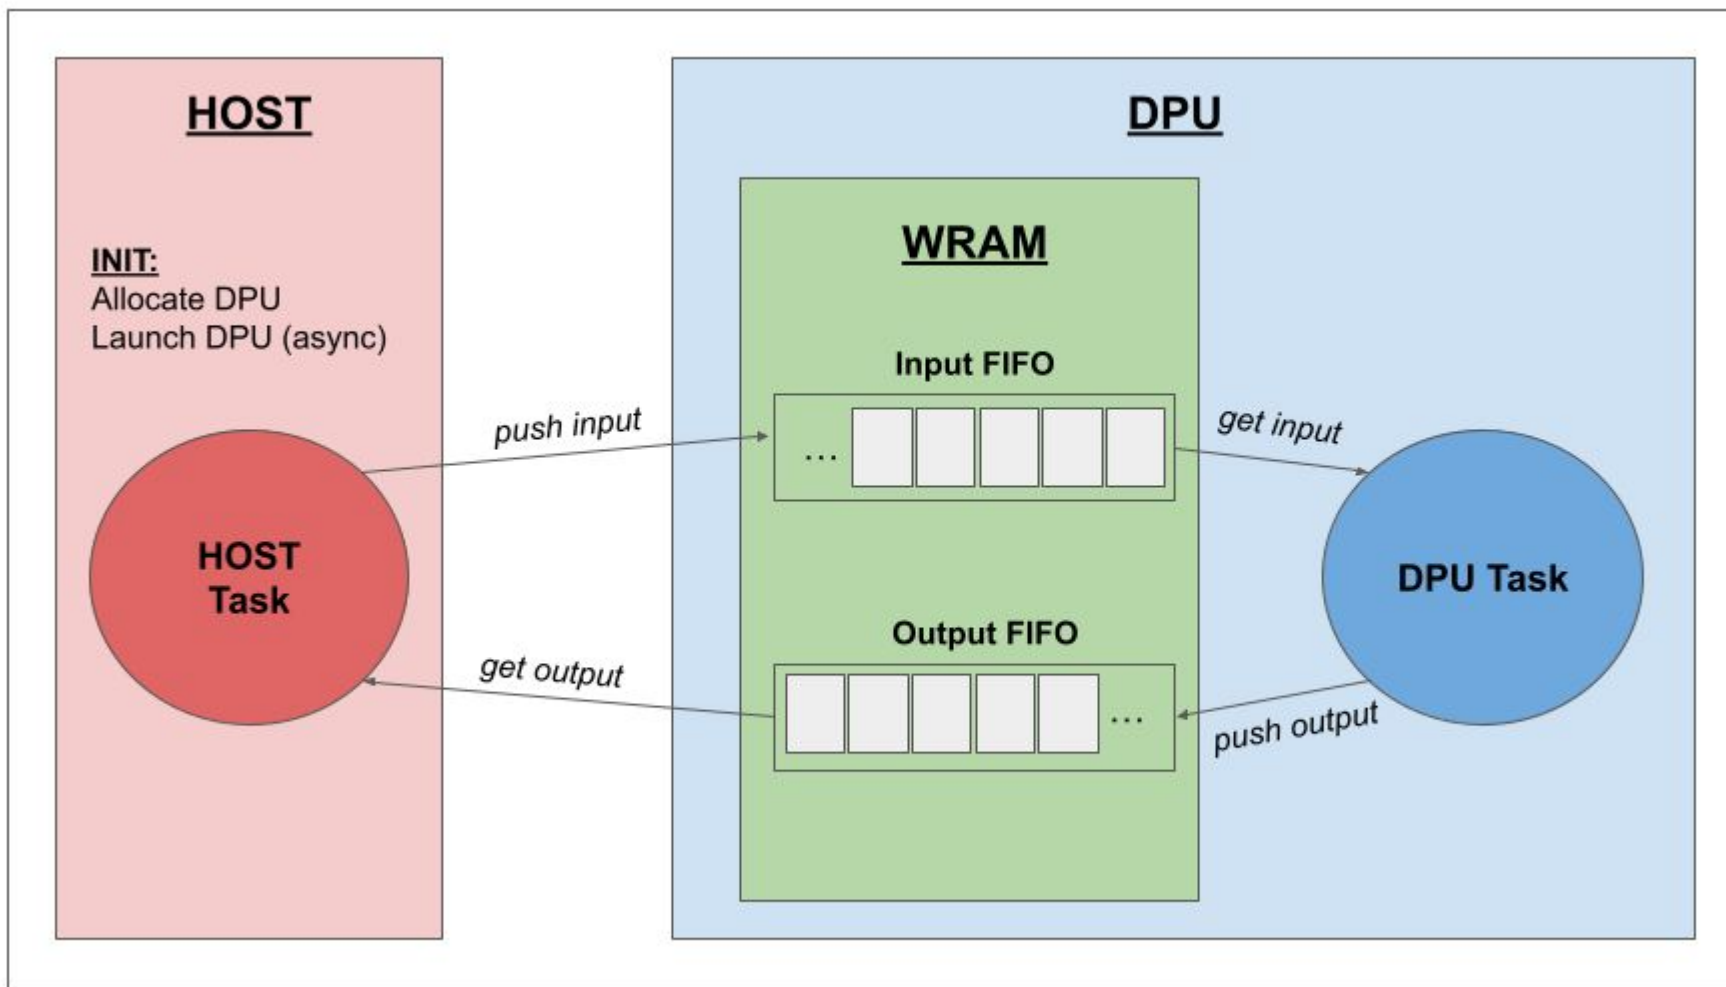 HOST
INIT:
Allocate DPU
Launch DPU (async)
HOST
Task
push input
get output
DPU
WRAM
Input FIFO
...
get input
Output FIFO
...
push output
DPU Task